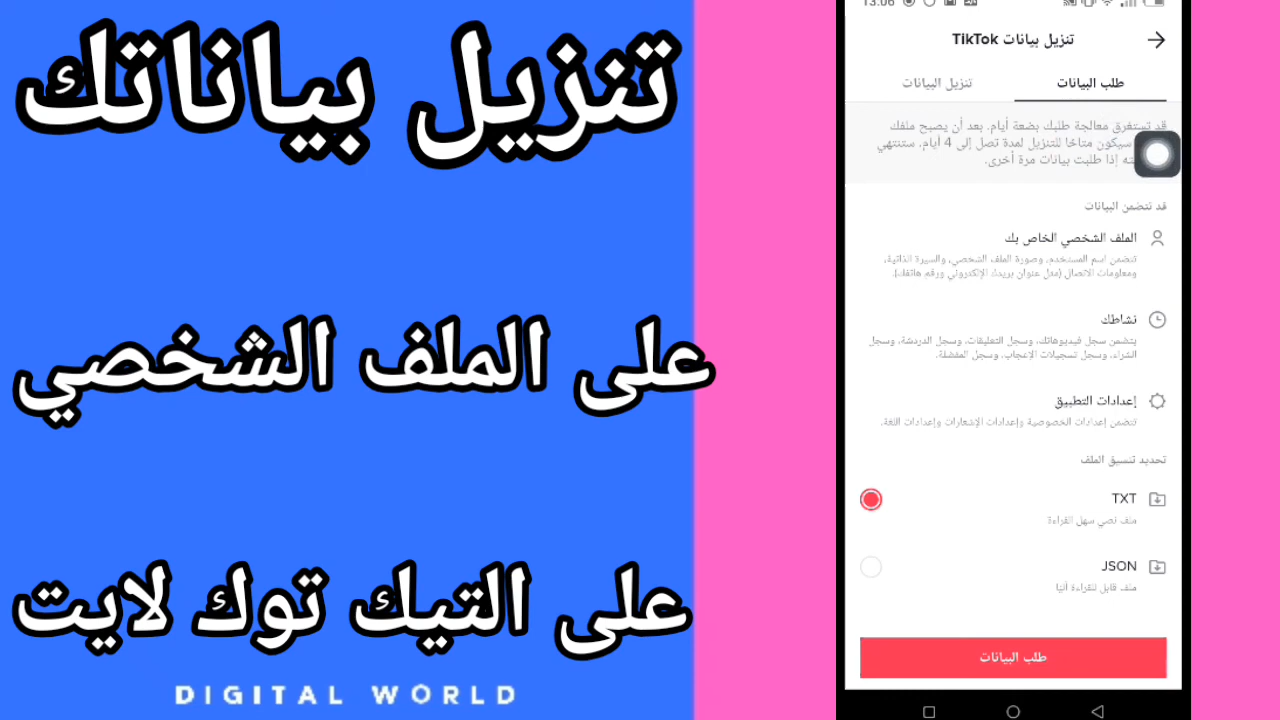 تنزيل بياناتك
على الملف الشخصي
على التيك توك لايت
DIGITAL WORLD
13:06
تنزيل بيانات TikTok
طلب البيانات
تنزيل البيانات
قد تستغرق معالجة طلبك بضعة أيام. بعد أن يصبح ملفك
سيكون متاحًا للتنزيل لمدة تصل إلى 4 أيام. ستنتهي
إذا طلبت بيانات مرة أخرى.
قد تتضمن البيانات
الملف الشخصي الخاص بك
تتضمن اسم المستخدم، وصورة الملف الشخصي، والسيرة الذاتية،
ومعلومات الاتصال (مثل عنوان بريدك الإلكتروني ورقم هاتفك).
نشاطك
يتضمن سجل فيديوهاتك، وسجل التعليقات، وسجل الدردشة، وسجل
الشراء، وسجل تسجيلات الإعجاب، وسجل المفضلة.
إعدادات التطبيق
تتضمن إعدادات الخصوصية وإعدادات الإشعارات وإعدادات اللغة.
تحديد تنسيق الملف
TXT
ملف نصي سهل القراءة
JSON
ملف قابل للقراءة آليا
طلب البيانات